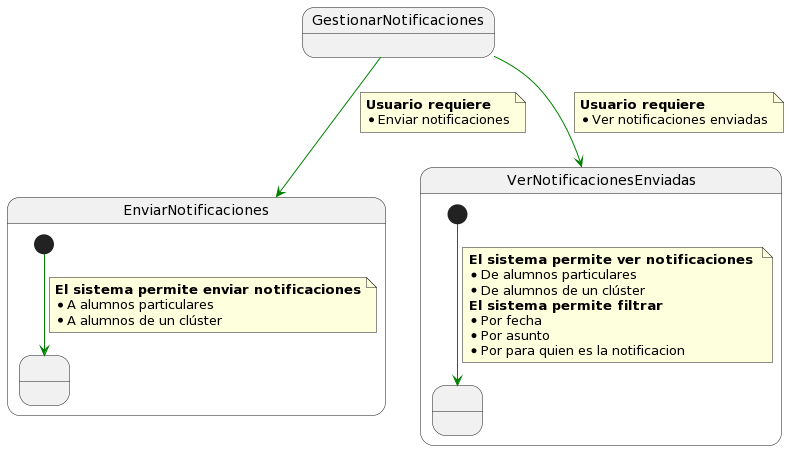 GestionarNotificaciones
Usuario requiere
• Enviar notificaciones
Usuario requiere
• Ver notificaciones enviadas
EnviarNotificaciones
El sistema permite enviar notificaciones
• A alumnos particulares
• A alumnos de un clúster
VerNotificacionesEnviadas
El sistema permite ver notificaciones
• De alumnos particulares
• De alumnos de un clúster
El sistema permite filtrar
• Por fecha
• Por asunto
• Por para quien es la notificacion